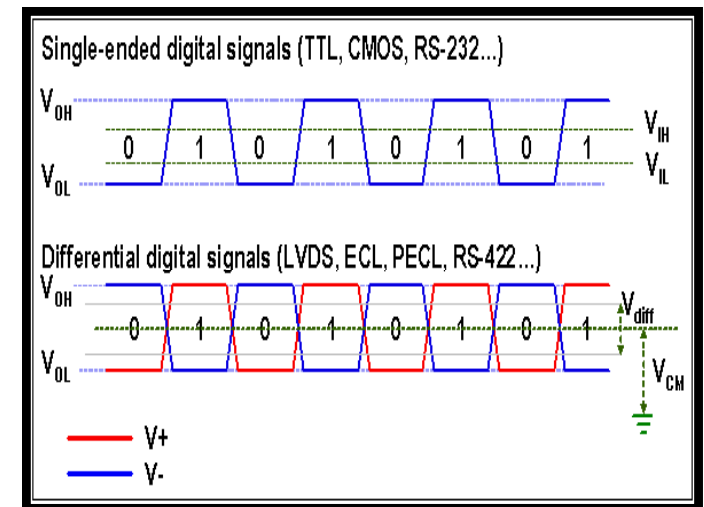 Single-ended digital signals (TTL, CMOS, RS-232...)
VOH
VIH
0 1 0 1 0 1 0 1
VIL
VOL
Differential digital signals (LVDS, ECL, PECL, RS-422...)
VOH
Vdiff
0 1 0 1 0 1 0 1
VOL
VCM
V+
V-